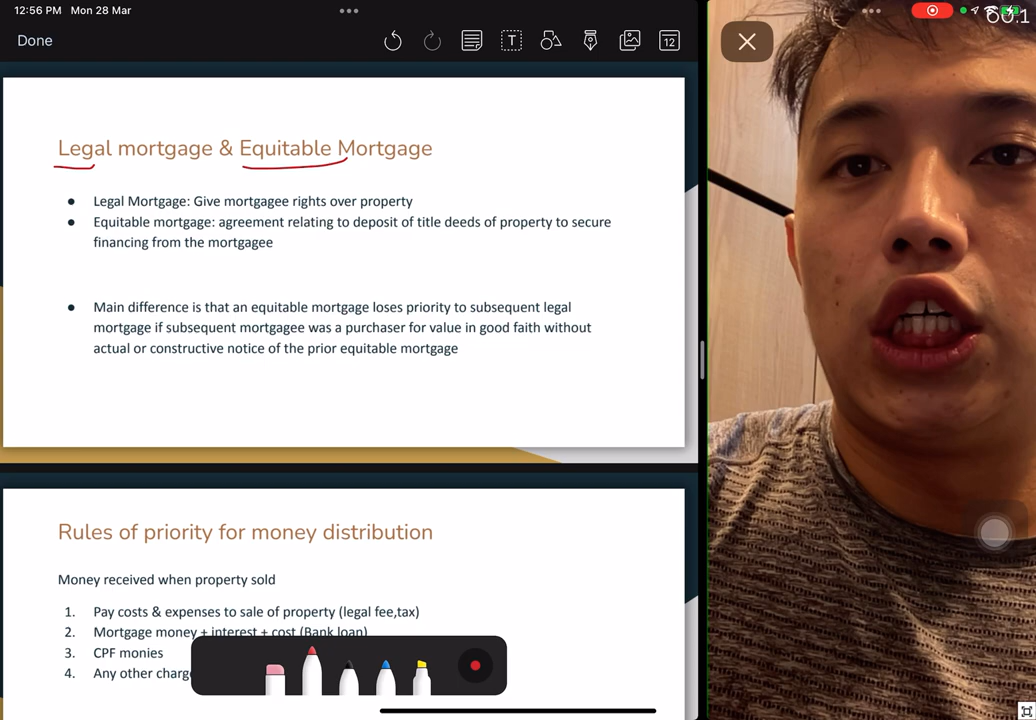 12:56 PM Mon 28 Mar
Done
12
Legal mortgage & Equitable Mortgage
● Legal Mortgage: Give mortgagee rights over property
● Equitable mortgage: agreement relating to deposit of title deeds of property to secure
financing from the mortgagee
● Main difference is that an equitable mortgage loses priority to subsequent legal
mortgage if subsequent mortgagee was a purchaser for value in good faith without
actual or constructive notice of the prior equitable mortgage
Rules of priority for money distribution
Money received when property sold
1. Pay costs & expenses to sale of property (legal fee,tax)
2. Mortgage money + interest + cost (Bank loan)
3. CPF monies
4. Any other charge